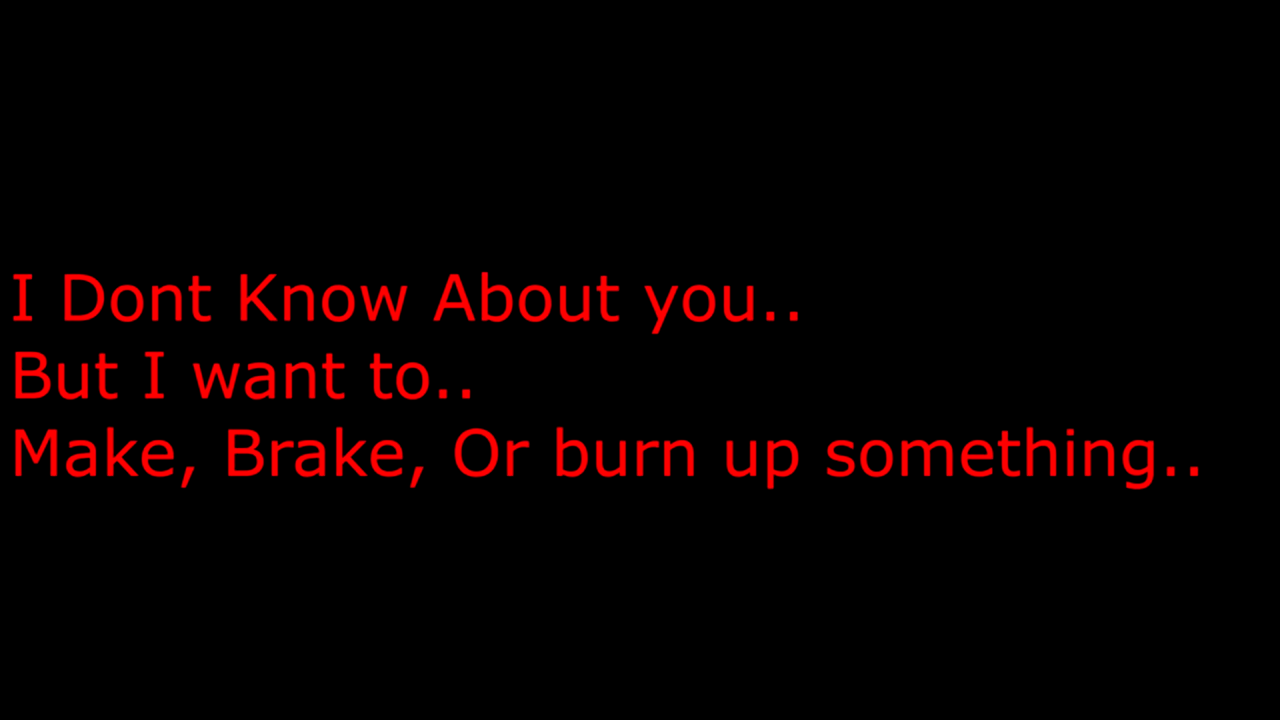 I Dont Know About you..
But I want to..
Make, Brake, Or burn up something..